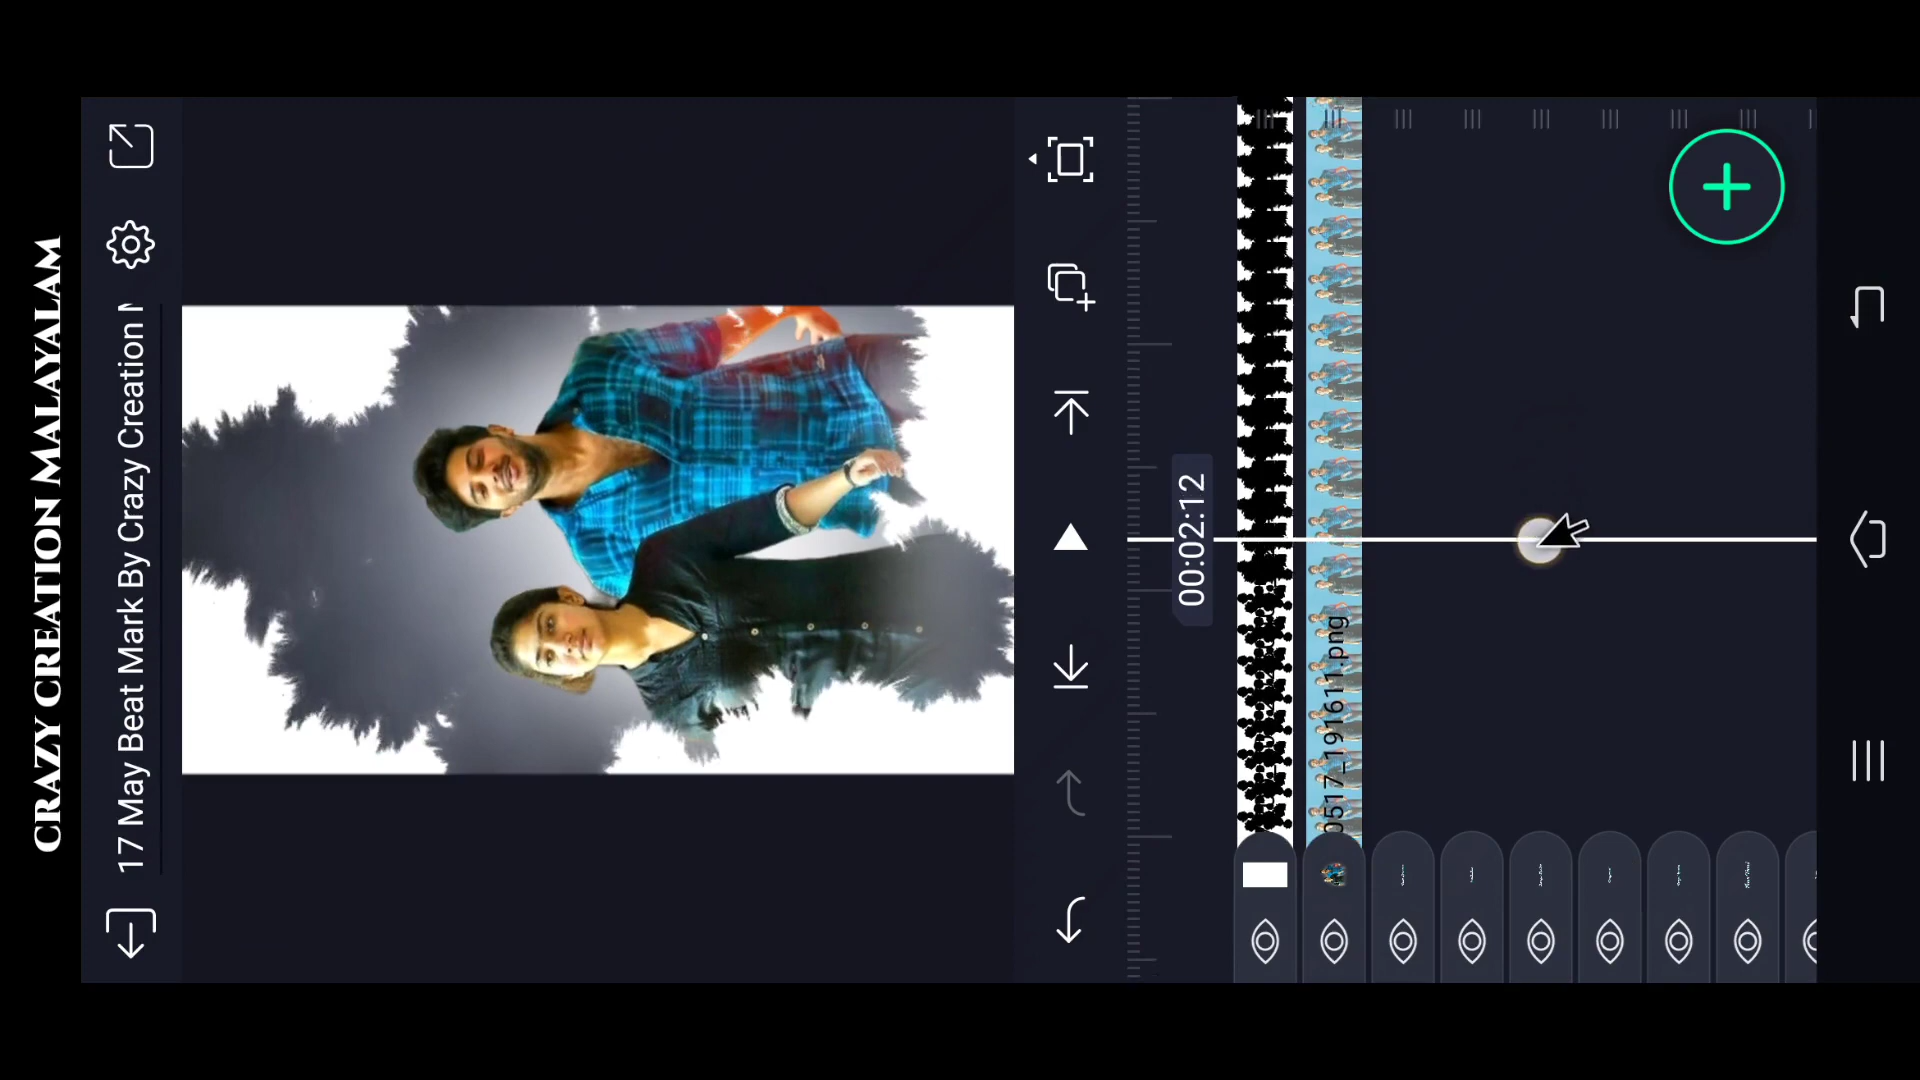 CRAZY CREATION MALAYALAM
17 May Beat Mark By Crazy Creation
00:02:12
0517_191611.png